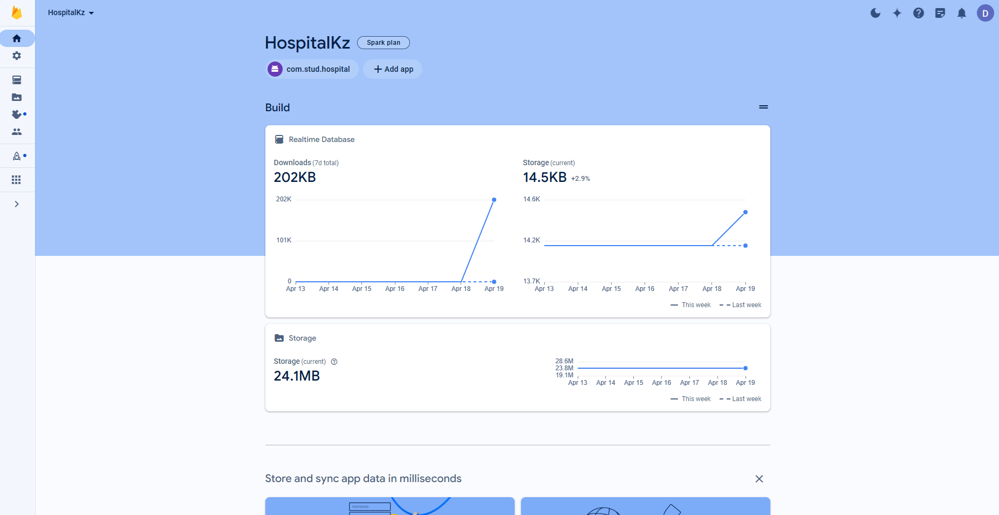 HospitalKz
D
HospitalKz Spark plan
com.stud.hospital Add app
Build
Realtime Database
Downloads (7d total)
202KB
202K
101K
0
Apr 13 Apr 14 Apr 15 Apr 16 Apr 17 Apr 18 Apr 19
Storage (current)
14.5KB +2.9%
14.6K
14.2K
13.7K
Apr 13 Apr 14 Apr 15 Apr 16 Apr 17 Apr 18 Apr 19
This week Last week
Storage
Storage (current)
24.1MB
28.6M
23.8M
19.1M
Apr 13 Apr 14 Apr 15 Apr 16 Apr 17 Apr 18 Apr 19
This week Last week
Store and sync app data in milliseconds